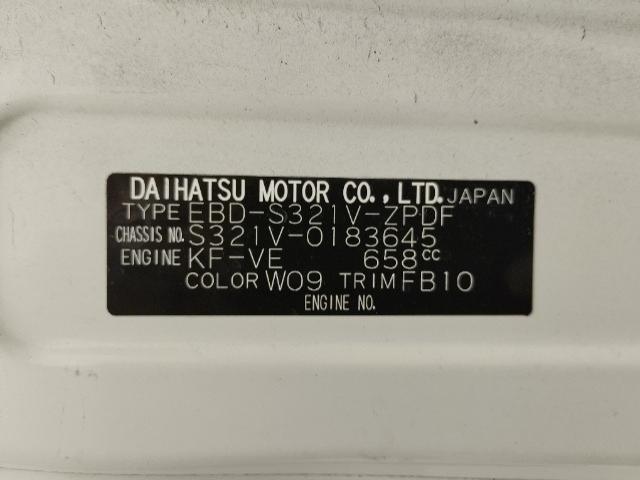 DAIHATSU MOTOR CO., LTD. JAPAN
TYPE EBD-S321V-ZPDF
CHASSIS NO. S321V-0183645
ENGINE KF-VE 658cc
COLOR W09 TRIM FB10
ENGINE NO.